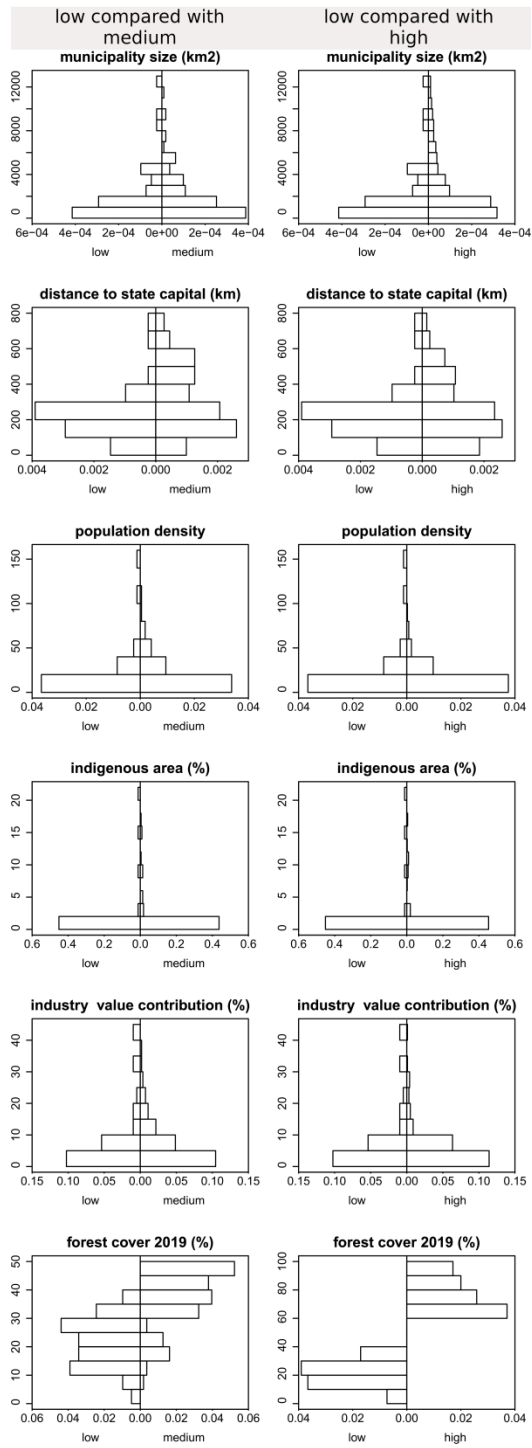 low compared with
medium
low compared with
high
municipality size (km2)
12000
8000
4000
0
6e−04 4e−04 2e−04 0e+00 2e−04 4e−04
low medium
municipality size (km2)
12000
8000
4000
0
6e−04 4e−04 2e−04 0e+00 2e−04 4e−04
low high
distance to state capital (km)
800
600
400
200
0
0.004 0.002 0.000 0.002
low medium
distance to state capital (km)
800
600
400
200
0
0.004 0.002 0.000 0.002
low high
population density
150
100
50
0
0.04 0.02 0.00 0.02 0.04
low medium
population density
150
100
50
0
0.04 0.02 0.00 0.02 0.04
low high
indigenous area (%)
20
15
10
5
0
0.6 0.4 0.2 0.0 0.2 0.4 0.6
low medium
indigenous area (%)
20
15
10
5
0
0.6 0.4 0.2 0.0 0.2 0.4 0.6
low high
industry value contribution (%)
40
30
20
10
0
0.15 0.10 0.05 0.00 0.05 0.10 0.15
low medium
industry value contribution (%)
40
30
20
10
0
0.15 0.10 0.05 0.00 0.05 0.10 0.15
low high
forest cover 2019 (%)
50
40
30
20
10
0
0.06 0.04 0.02 0.00 0.02 0.04 0.06
low medium
forest cover 2019 (%)
100
80
60
40
20
0
0.04 0.02 0.00 0.02 0.04
low high